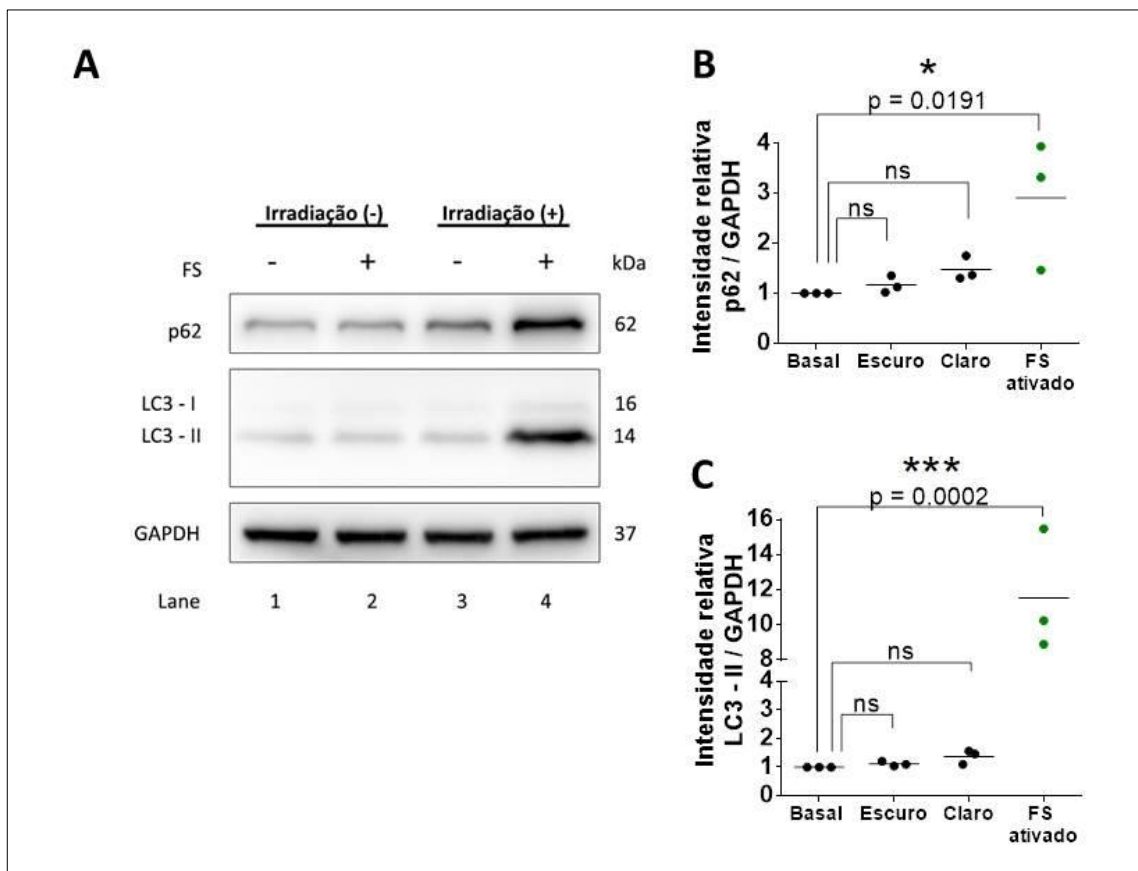 A
Irradiação (-) Irradiação (+)
FS - + - + kDa
p62 62
LC3 - I 16
LC3 - II 14
GAPDH 37
Lane 1 2 3 4
B
*
p = 0.0191
ns
ns
Intensidade relativa
p62 / GAPDH
4
3
2
1
0
Basal Escuro Claro FS
ativado
C
***
p = 0.0002
ns
ns
Intensidade relativa
LC3 - II / GAPDH
16
14
12
10
8
4
3
2
1
0
Basal Escuro Claro FS
ativado